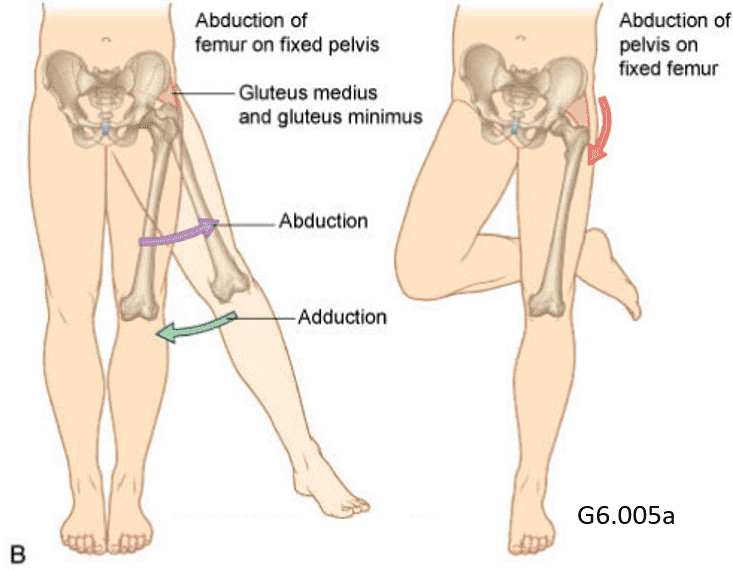 Abduction of
femur on fixed pelvis
Gluteus medius
and gluteus minimus
Abduction
Adduction
B
Abduction of
pelvis on
fixed femur
G6.005a